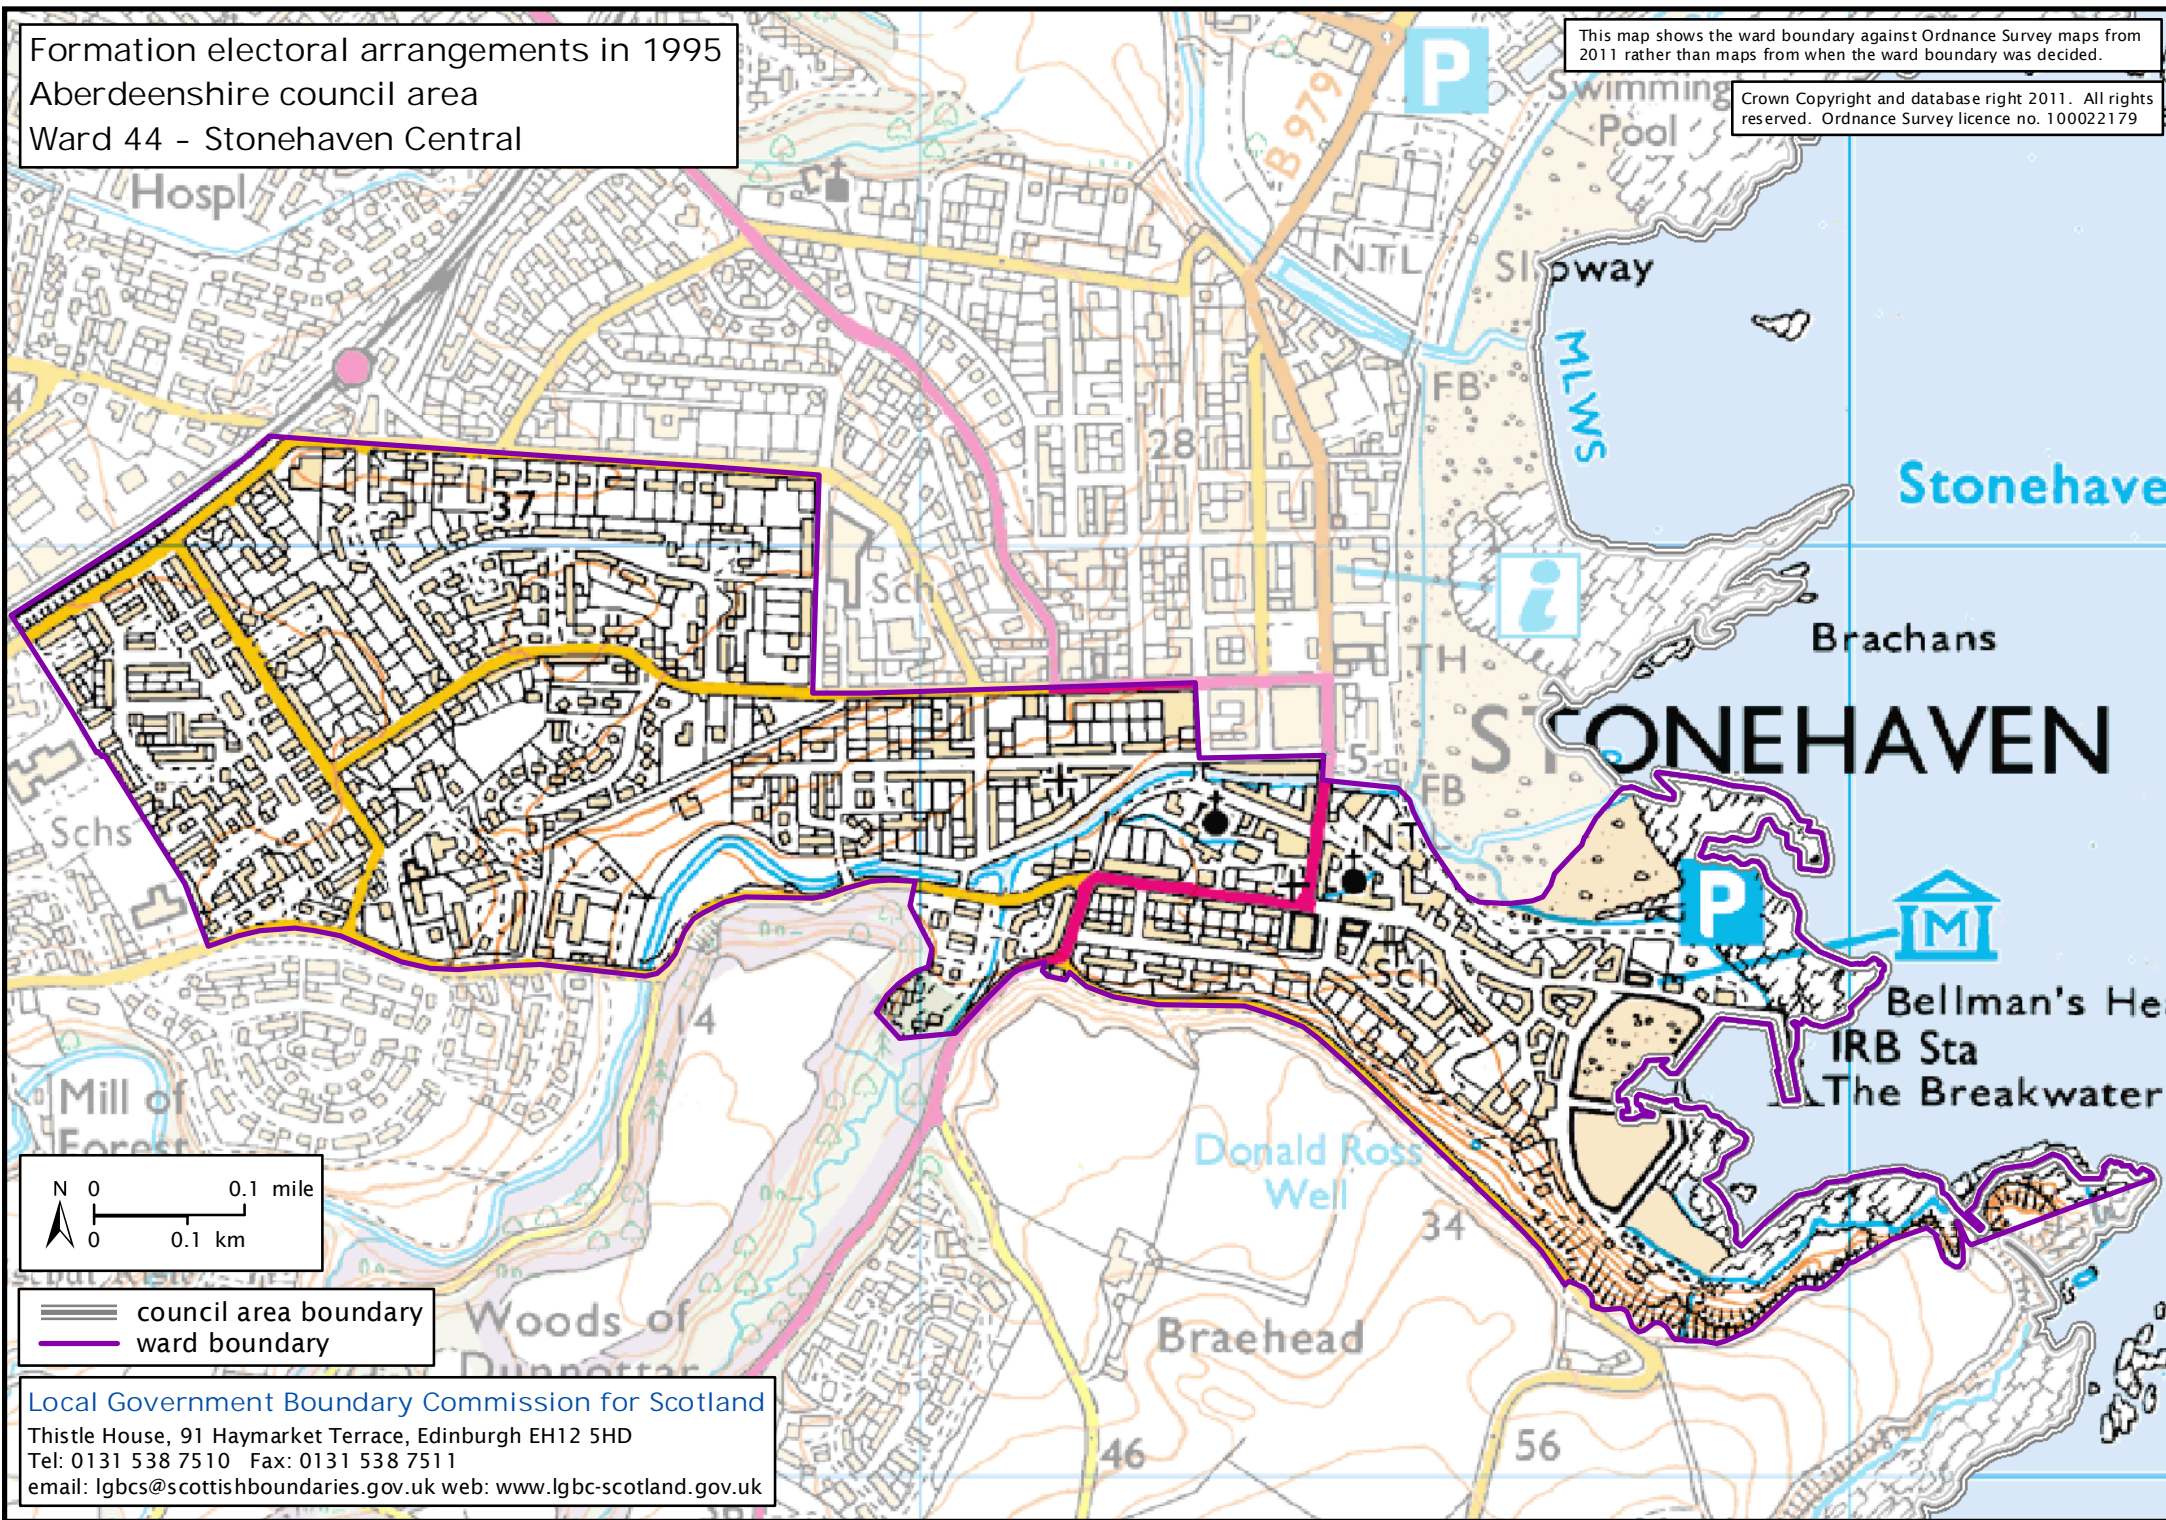 Formation electoral arrangements in 1995
Aberdeenshire council area
Ward 44 - Stonehaven Central
This map shows the ward boundary against Ordnance Survey maps from
2011 rather than maps from when the ward boundary was decided.
Crown Copyright and database right 2011. All rights
reserved. Ordnance Survey licence no. 100022179
P
B 979
Swimming
Pool
Hospl
NTL
Slipway
MLWS
FB
28
Stonehave
37
Sch
i
Brachans
TH
STONEHAVEN
5
FB
NTL
Schs
P
M
Sch
Bellman's He
IRB Sta
The Breakwater
14
Mill of
Forest
Donald Ross
Well
34
N 0 0.1 mile
0 0.1 km
council area boundary
ward boundary
Woods of
Dunnottar
Braehead
46
56
Local Government Boundary Commission for Scotland
Thistle House, 91 Haymarket Terrace, Edinburgh EH12 5HD
Tel: 0131 538 7510 Fax: 0131 538 7511
email: lgbcs@scottishboundaries.gov.uk web: www.lgbc-scotland.gov.uk